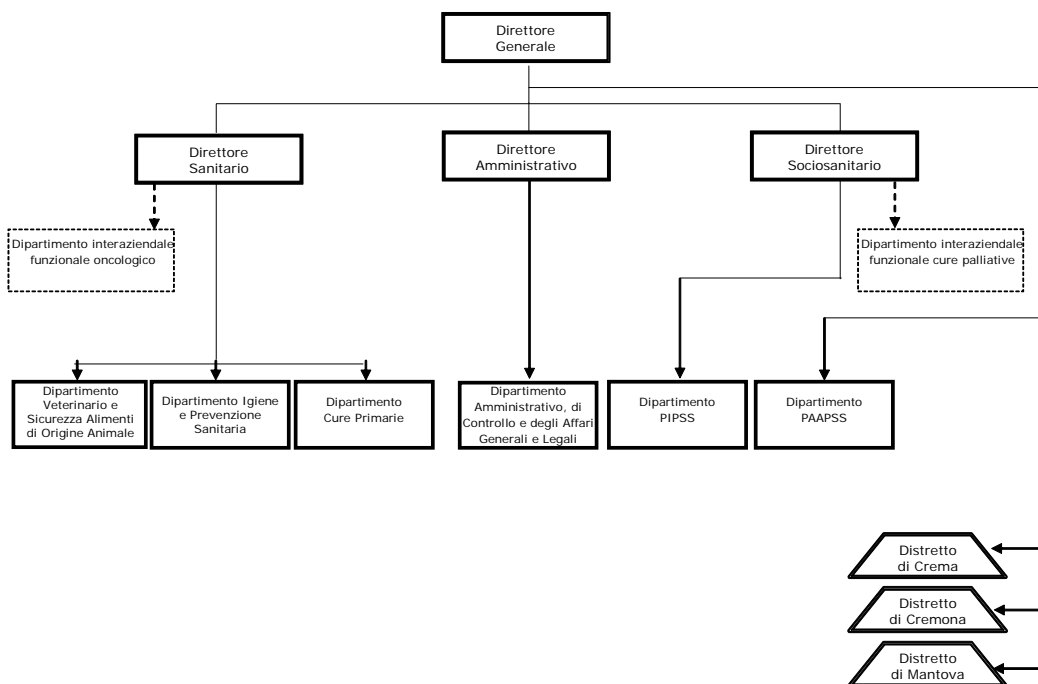 Direttore
Generale
Direttore
Sanitario
Direttore
Amministrativo
Direttore
Sociosanitario
Dipartimento interaziendale
funzionale oncologico
Dipartimento interaziendale
funzionale cure palliative
Dipartimento
Veterinario e
Sicurezza Alimenti
di Origine Animale
Dipartimento Igiene
e Prevenzione
Sanitaria
Dipartimento
Cure Primarie
Dipartimento
Amministrativo, di
Controllo e degli Affari
Generali e Legali
Dipartimento
PIPSS
Dipartimento
PAAPSS
Distretto
di Crema
Distretto
di Cremona
Distretto
di Mantova